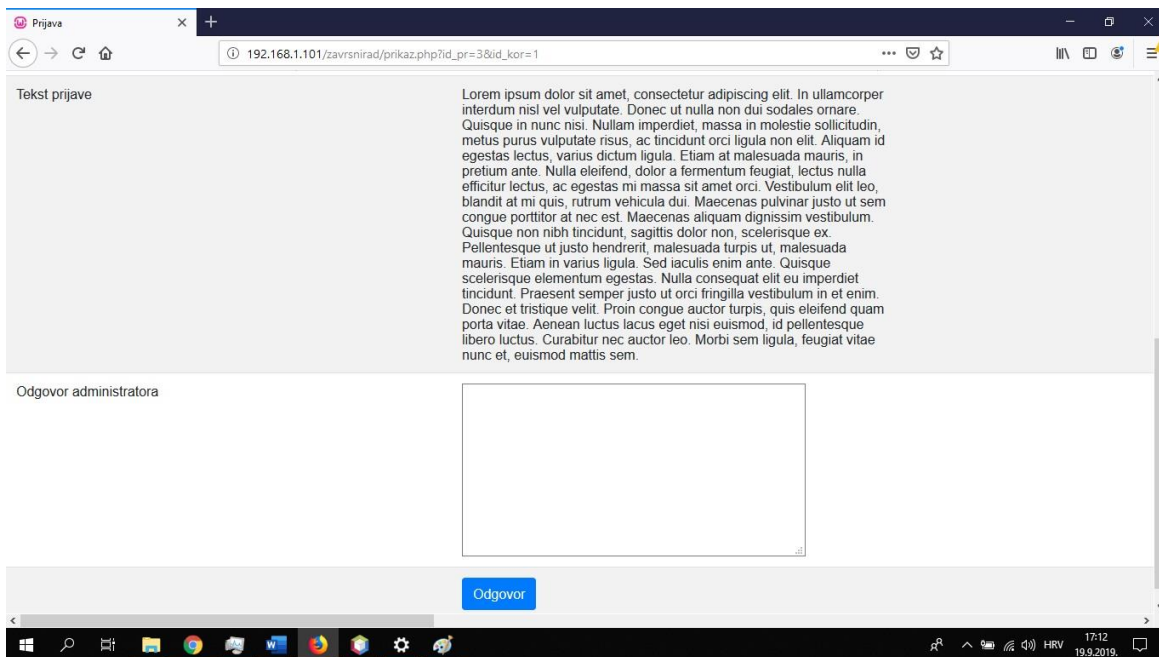 Prijava
192.168.1.101/zavrsnirad/prikaz.php?id_pr=3&id_kor=1
Tekst prijave
Lorem ipsum dolor sit amet, consectetur adipiscing elit. In ullamcorper
interdum nisl vel vulputate. Donec ut nulla non dui sodales ornare.
Quisque in nunc nisi. Nullam imperdiet, massa in molestie sollicitudin,
metus purus vulputate risus, ac tincidunt orci ligula non elit. Aliquam id
egestas lectus, varius dictum ligula. Etiam at malesuada mauris, in
pretium ante. Nulla eleifend, dolor a fermentum feugiat, lectus nulla
efficitur lectus, ac egestas mi massa sit amet orci. Vestibulum elit leo,
blandit at mi quis, rutrum vehicula dui. Maecenas pulvinar justo ut sem
congue porttitor at nec est. Maecenas aliquam dignissim vestibulum.
Quisque non nibh tincidunt, sagittis dolor non, scelerisque ex.
Pellentesque ut justo hendrerit, malesuada turpis ut, malesuada
mauris. Etiam in varius ligula. Sed iaculis enim ante. Quisque
scelerisque elementum egestas. Nulla consequat elit eu imperdiet
tincidunt. Praesent semper justo ut orci fringilla vestibulum in et enim.
Donec et tristique velit. Proin congue auctor turpis, quis eleifend quam
porta vitae. Aenean luctus lacus eget nisi euismod, id pellentesque
libero luctus. Curabitur nec auctor leo. Morbi sem ligula, feugiat vitae
nunc et, euismod mattis sem.
Odgovor administratora
Odgovor
HRV
17:12
19.9.2019.